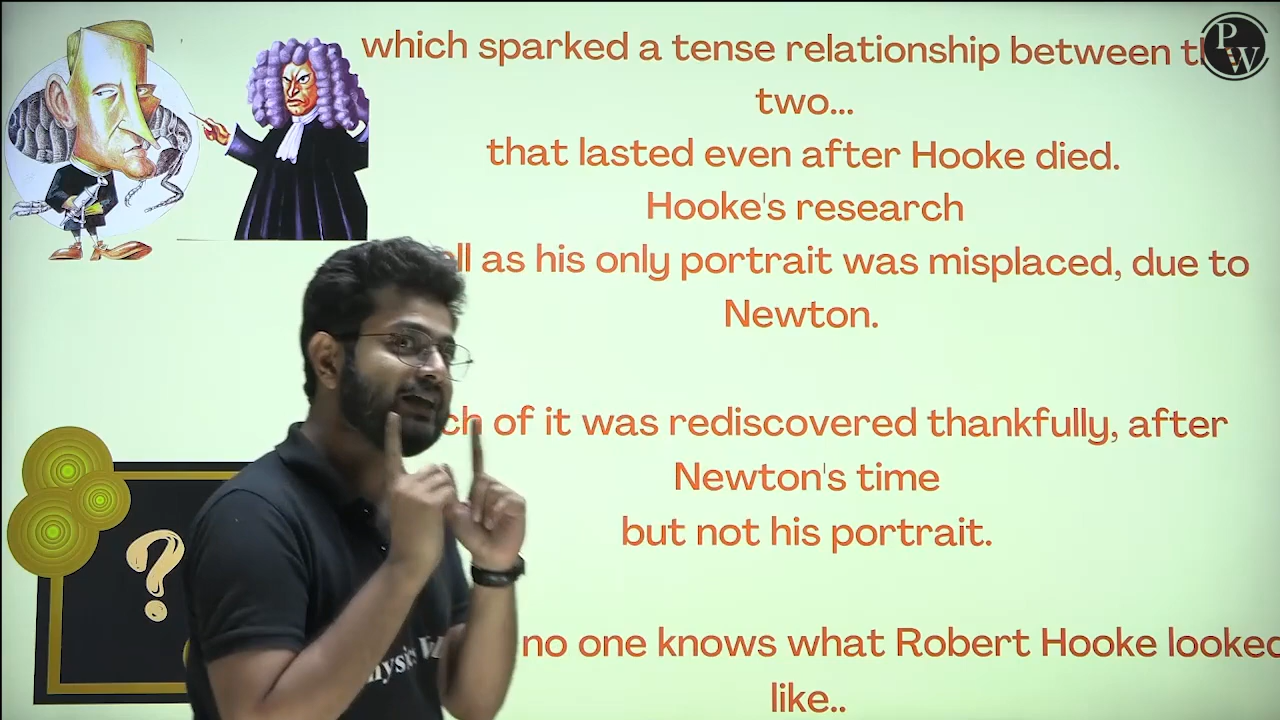 which sparked a tense relationship between
two...
that lasted even after Hooke died.
Hooke's research
as his only portrait was misplaced, due to
Newton.
of it was rediscovered thankfully, after
Newton's time
but not his portrait.
no one knows what Robert Hooke looked
like..
?
PW